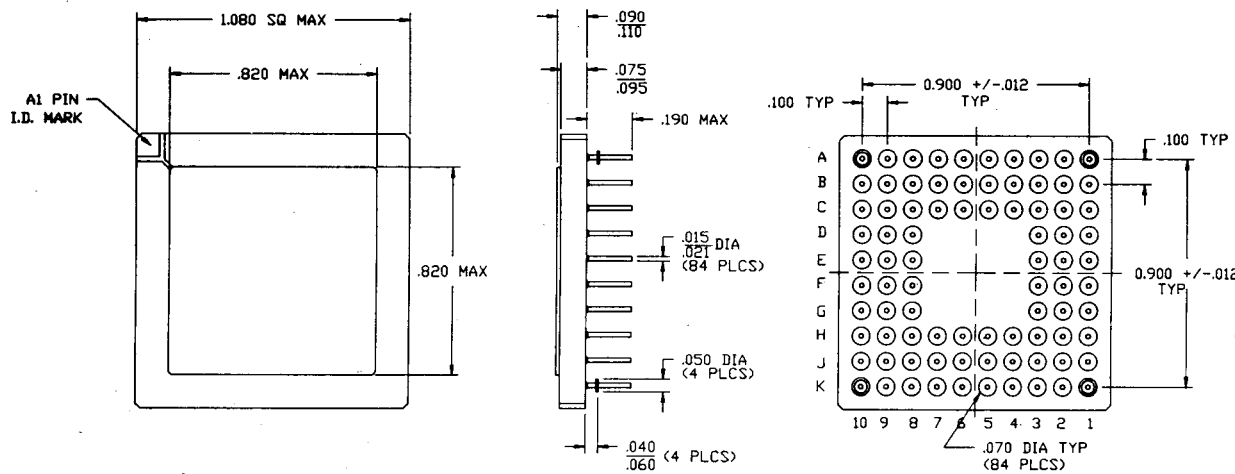 1.080 SQ MAX
.820 MAX
A1 PIN
I.D. MARK
.820 MAX
.090
.110
.075
.095
.190 MAX
.015
.021 DIA
(84 PLCS)
.050 DIA
(4 PLCS)
.040
.060 (4 PLCS)
0.900 +/-.012
TYP
.100 TYP
.100 TYP
A
B
C
D
E
F
G
H
J
K
0.900 +/-.012
TYP
10 9 8 7 6 5 4 3 2 1
.070 DIA TYP
(84 PLCS)